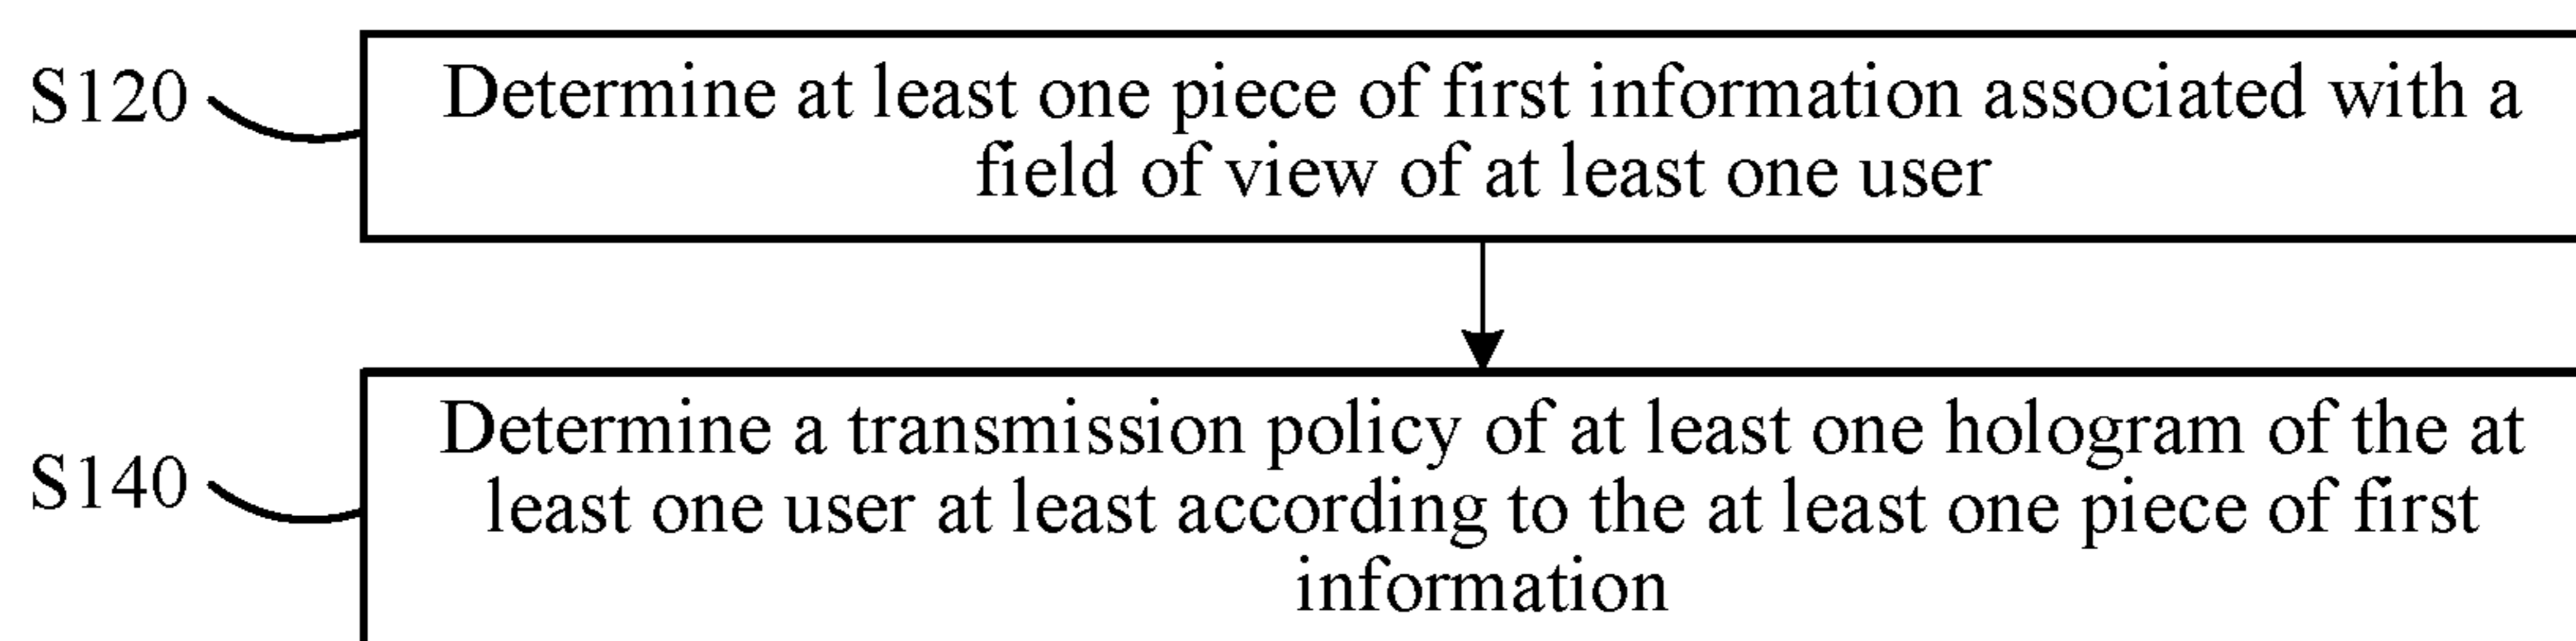 S120
Determine at least one piece of first information associated with a
field of view of at least one user
S140
Determine a transmission policy of at least one hologram of the at
least one user at least according to the at least one piece of first
information